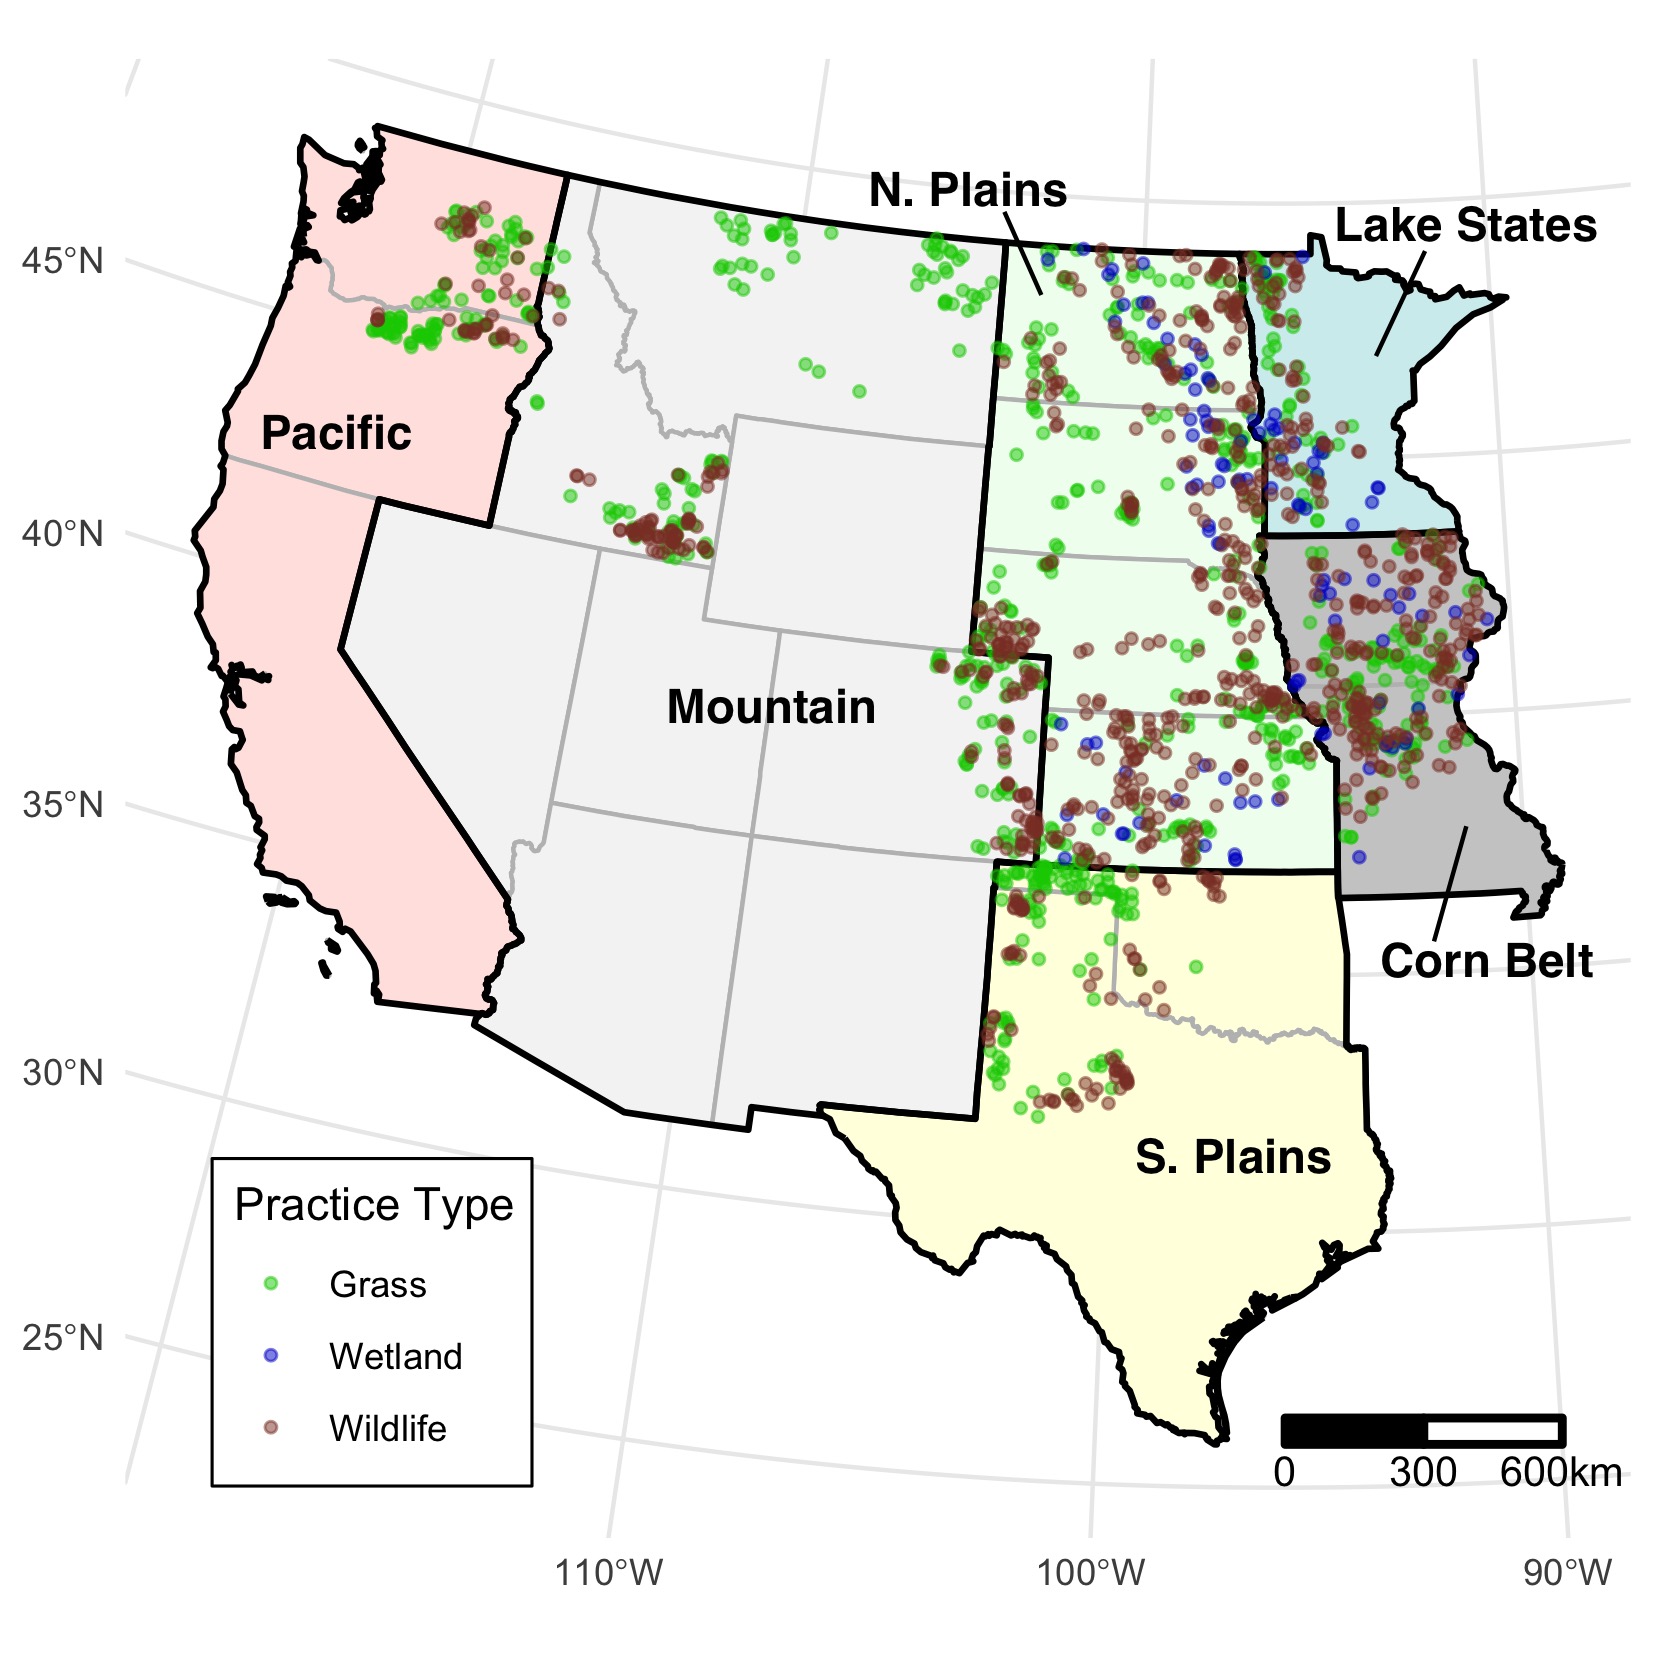 N. Plains
Lake States
45°N
Pacific
40°N
Mountain
35°N
Corn Belt
30°N
S. Plains
Practice Type
Grass
25°N
Wetland
Wildlife
0 300 600km
110°W 100°W 90°W